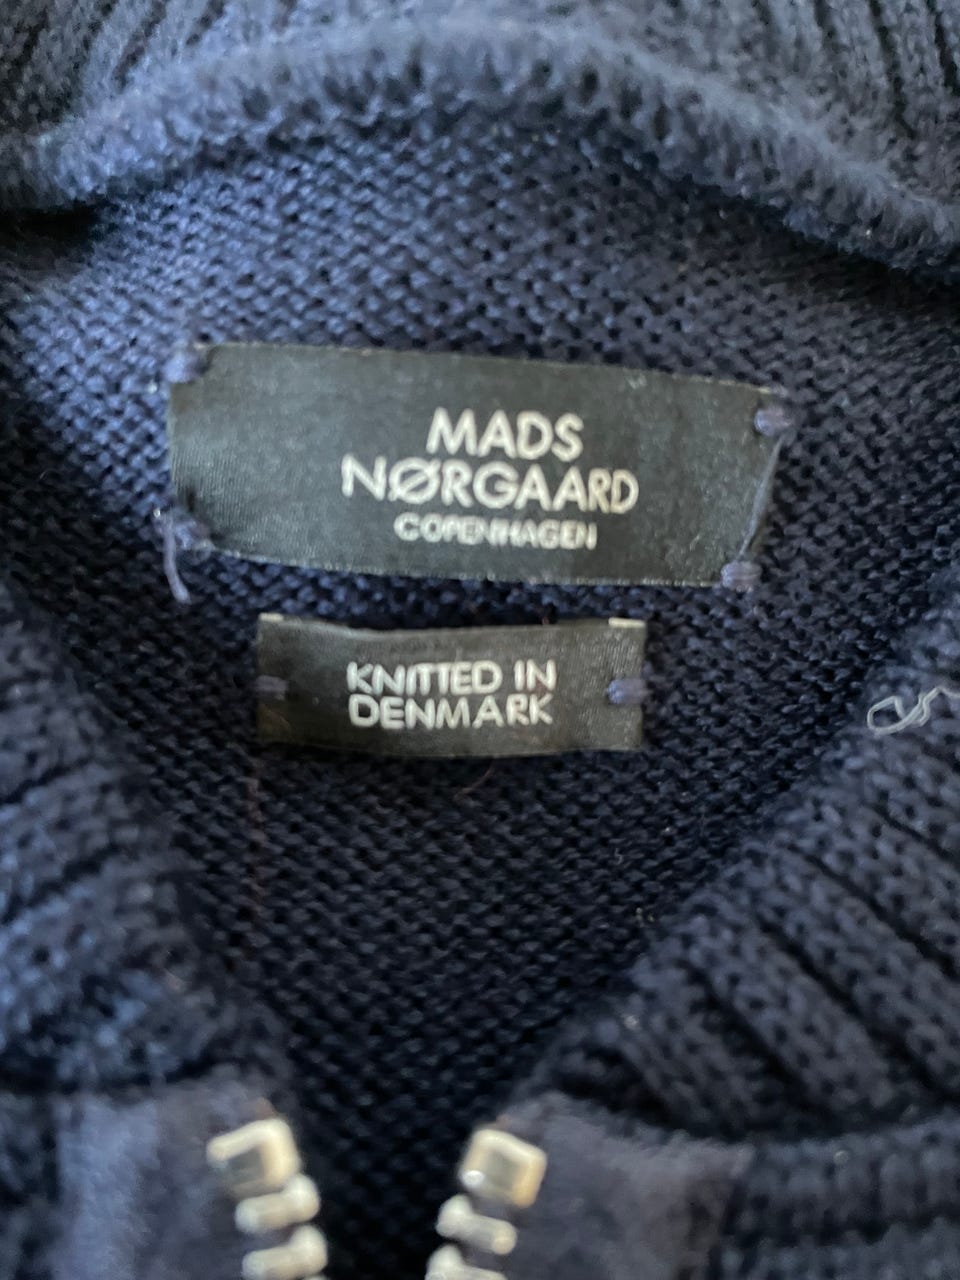 MADS
NØRGAARD
COPENHAGEN
KNITTED IN
DENMARK